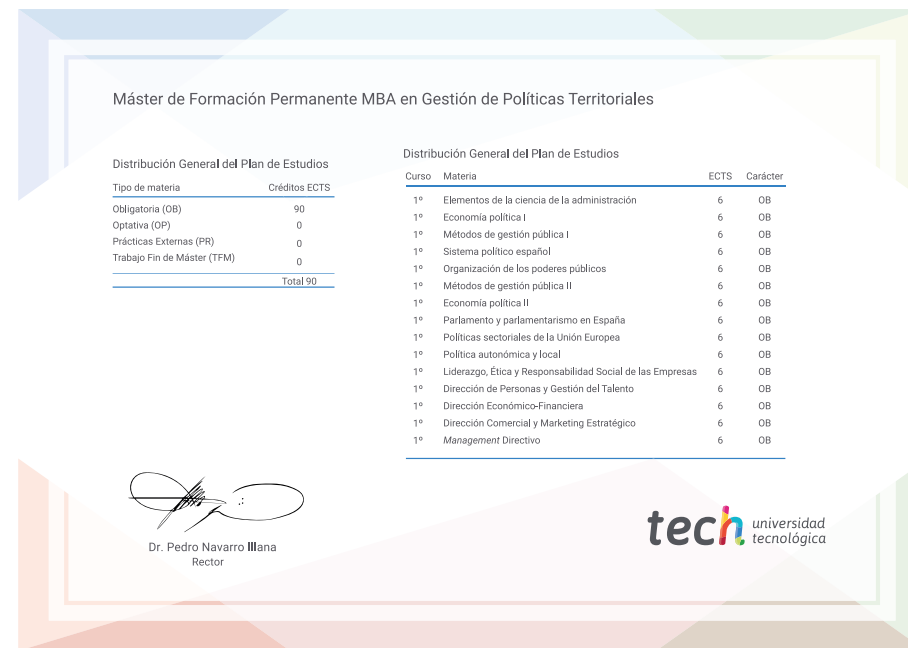 Máster de Formación Permanente MBA en Gestión de Políticas Territoriales
Distribución General del Plan de Estudios
Tipo de materia Créditos ECTS
Obligatoria (OB) 90
Optativa (OP) 0
Prácticas Externas (PR) 0
Trabajo Fin de Máster (TFM) 0
Total 90
Distribución General del Plan de Estudios
Curso Materia ECTS Carácter
1º Elementos de la ciencia de la administración 6 OB
1º Economía política I 6 OB
1º Métodos de gestión pública I 6 OB
1º Sistema político español 6 OB
1º Organización de los poderes públicos 6 OB
1º Métodos de gestión pública II 6 OB
1º Economía política II 6 OB
1º Parlamento y parlamentarismo en España 6 OB
1º Políticas sectoriales de la Unión Europea 6 OB
1º Política autonómica y local 6 OB
1º Liderazgo, Ética y Responsabilidad Social de las Empresas 6 OB
1º Dirección de Personas y Gestión del Talento 6 OB
1º Dirección Económico-Financiera 6 OB
1º Dirección Comercial y Marketing Estratégico 6 OB
1º Management Directivo 6 OB
Dr. Pedro Navarro Illana
Rector
tech universidad
tecnológica